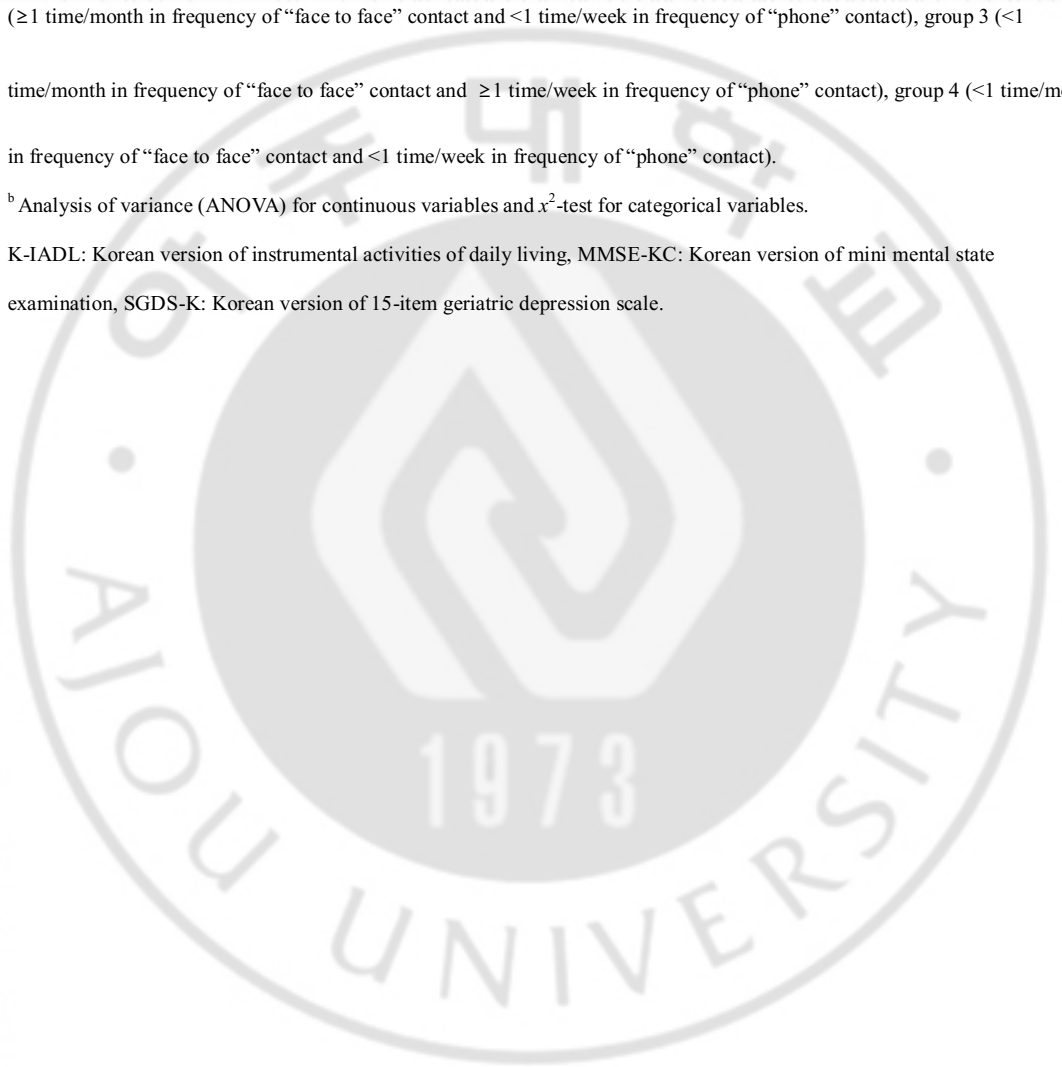 (≥1 time/month in frequency of “face to face” contact and <1 time/week in frequency of “phone” contact), group 3 (<1
time/month in frequency of “face to face” contact and ≥1 time/week in frequency of “phone” contact), group 4 (<1
in frequency of “face to face” contact and <1 time/week in frequency of “phone” contact).
b Analysis of variance (ANOVA) for continuous variables and x²-test for categorical variables.
K-IADL: Korean version of instrumental activities of daily living, MMSE-KC: Korean version of mini mental state
examination, SGDS-K: Korean version of 15-item geriatric depression scale.
아주대학교
1973
AJOU UNIVERSITY